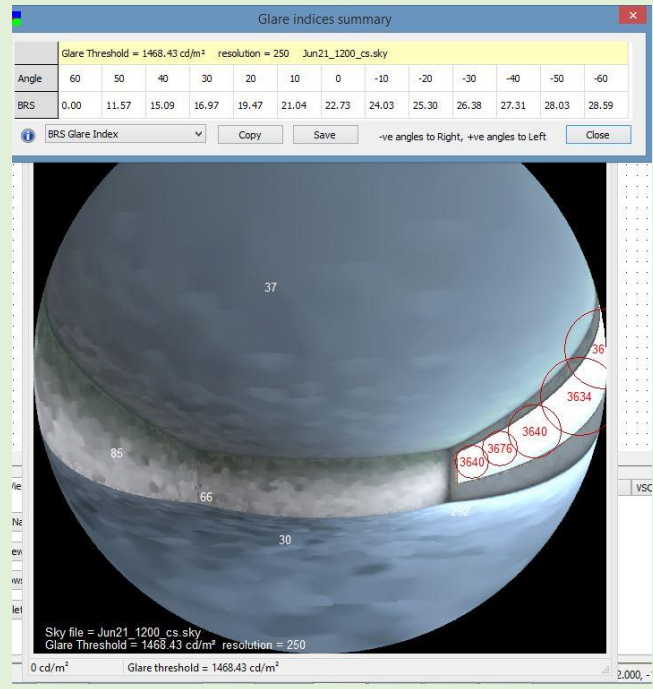 Glare indices summary
Glare Threshold = 1468.43 cd/m² resolution = 250 Jun21_1200_cs.sky
Angle 60 50 40 30 20 10 0 -10 -20 -30 -40 -50 -60
BRS 0.00 11.57 15.09 16.97 19.47 21.04 22.73 24.03 25.30 26.38 27.31 28.03 28.59
BRS Glare Index Copy Save -ve angles to Right, +ve angles to Left Close
37
36
3634
3640
3676
3640
85
66
292
30
Sky file = Jun21_1200_cs.sky
Glare Threshold = 1468.43 cd/m² resolution = 250
0 cd/m² Glare threshold = 1468.43 cd/m²
VSC
2.000, -